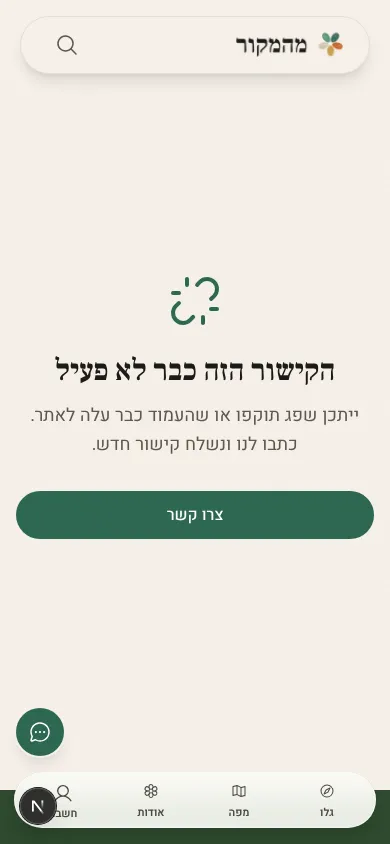 מהמקור
הקישור הזה כבר לא פעיל
ייתכן שפג תוקפו או שהעמוד כבר עלה לאתר.
כתבו לנו ונשלח קישור חדש.
צרו קשר
גלו
מפה
אודות
N